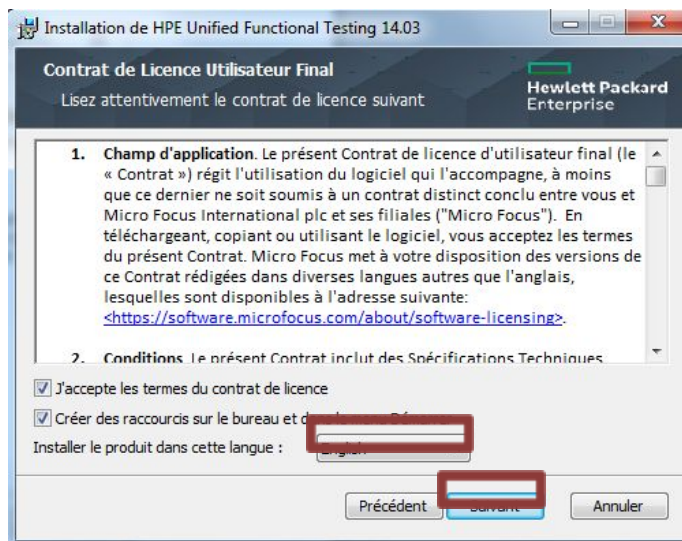 Installation de HPE Unified Functional Testing 14.03
Contrat de Licence Utilisateur Final
Lisez attentivement le contrat de licence suivant
Hewlett Packard
Enterprise
1. Champ d'application. Le présent Contrat de licence d'utilisateur final (le
« Contrat ») régit l'utilisation du logiciel qui l'accompagne, à moins
que ce dernier ne soit soumis à un contrat distinct conclu entre vous et
Micro Focus International plc et ses filiales ("Micro Focus"). En
téléchargeant, copiant ou utilisant le logiciel, vous acceptez les termes
du présent Contrat. Micro Focus met à votre disposition des versions de
ce Contrat rédigées dans diverses langues autres que l'anglais,
lesquelles sont disponibles à l'adresse suivante:
<https://software.microfocus.com/about/software-licensing>.
2. Conditions. Le présent Contrat inclut des Spécifications Techniques
J'accepte les termes du contrat de licence
Créer des raccourcis sur le bureau et dans le menu Démarrer
Installer le produit dans cette langue :
English
Précédent
Suivant
Annuler